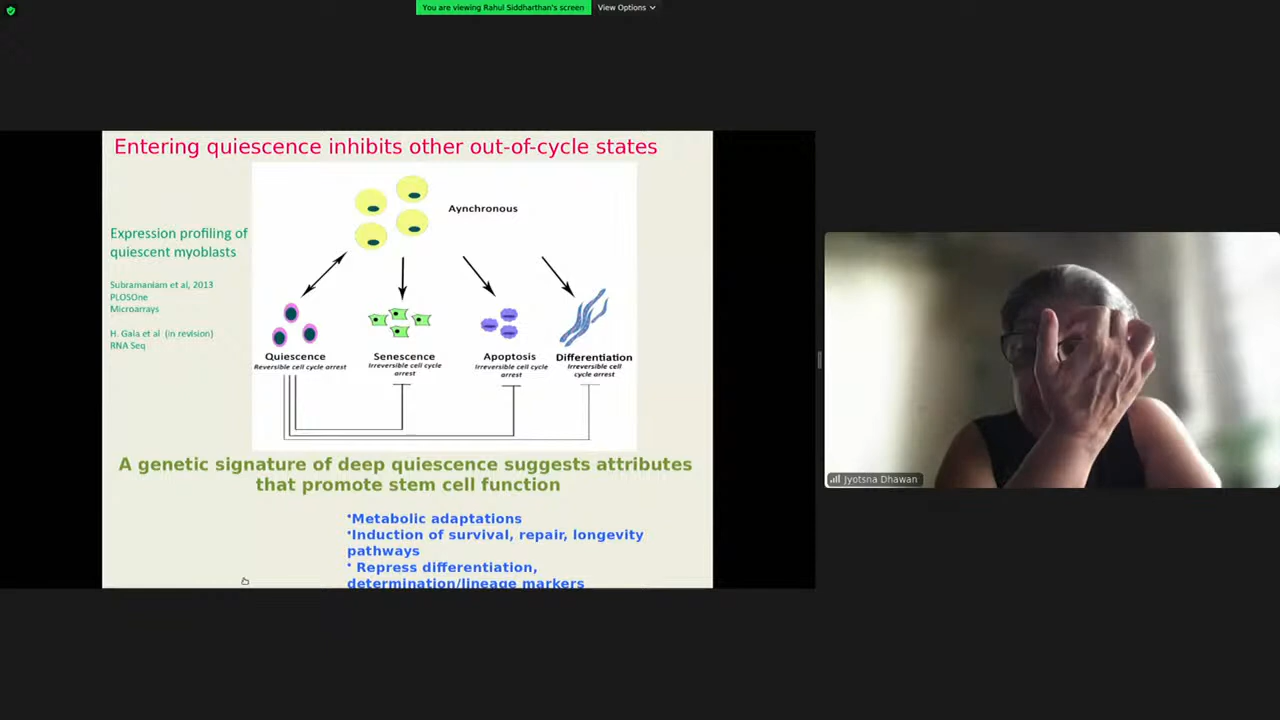 You are viewing Rahul Siddharthan's screen
View Options
Entering quiescence inhibits other out-of-cycle states
Aynchronous
Expression profiling of
quiescent myoblasts
Subramaniam et al, 2013
PLOSOne
Microarrays
H. Gala et al (in revision)
RNA Seq
Quiescence
Reversible cell cycle arrest
Senescence
Irreversible cell cycle
arrest
Apoptosis
Irreversible cell cycle
arrest
Differentiation
Irreversible cell
cycle arrest
A genetic signature of deep quiescence suggests attributes
that promote stem cell function
•Metabolic adaptations
•Induction of survival, repair, longevity
pathways
• Repress differentiation,
determination/lineage markers
Jyotsna Dhawan